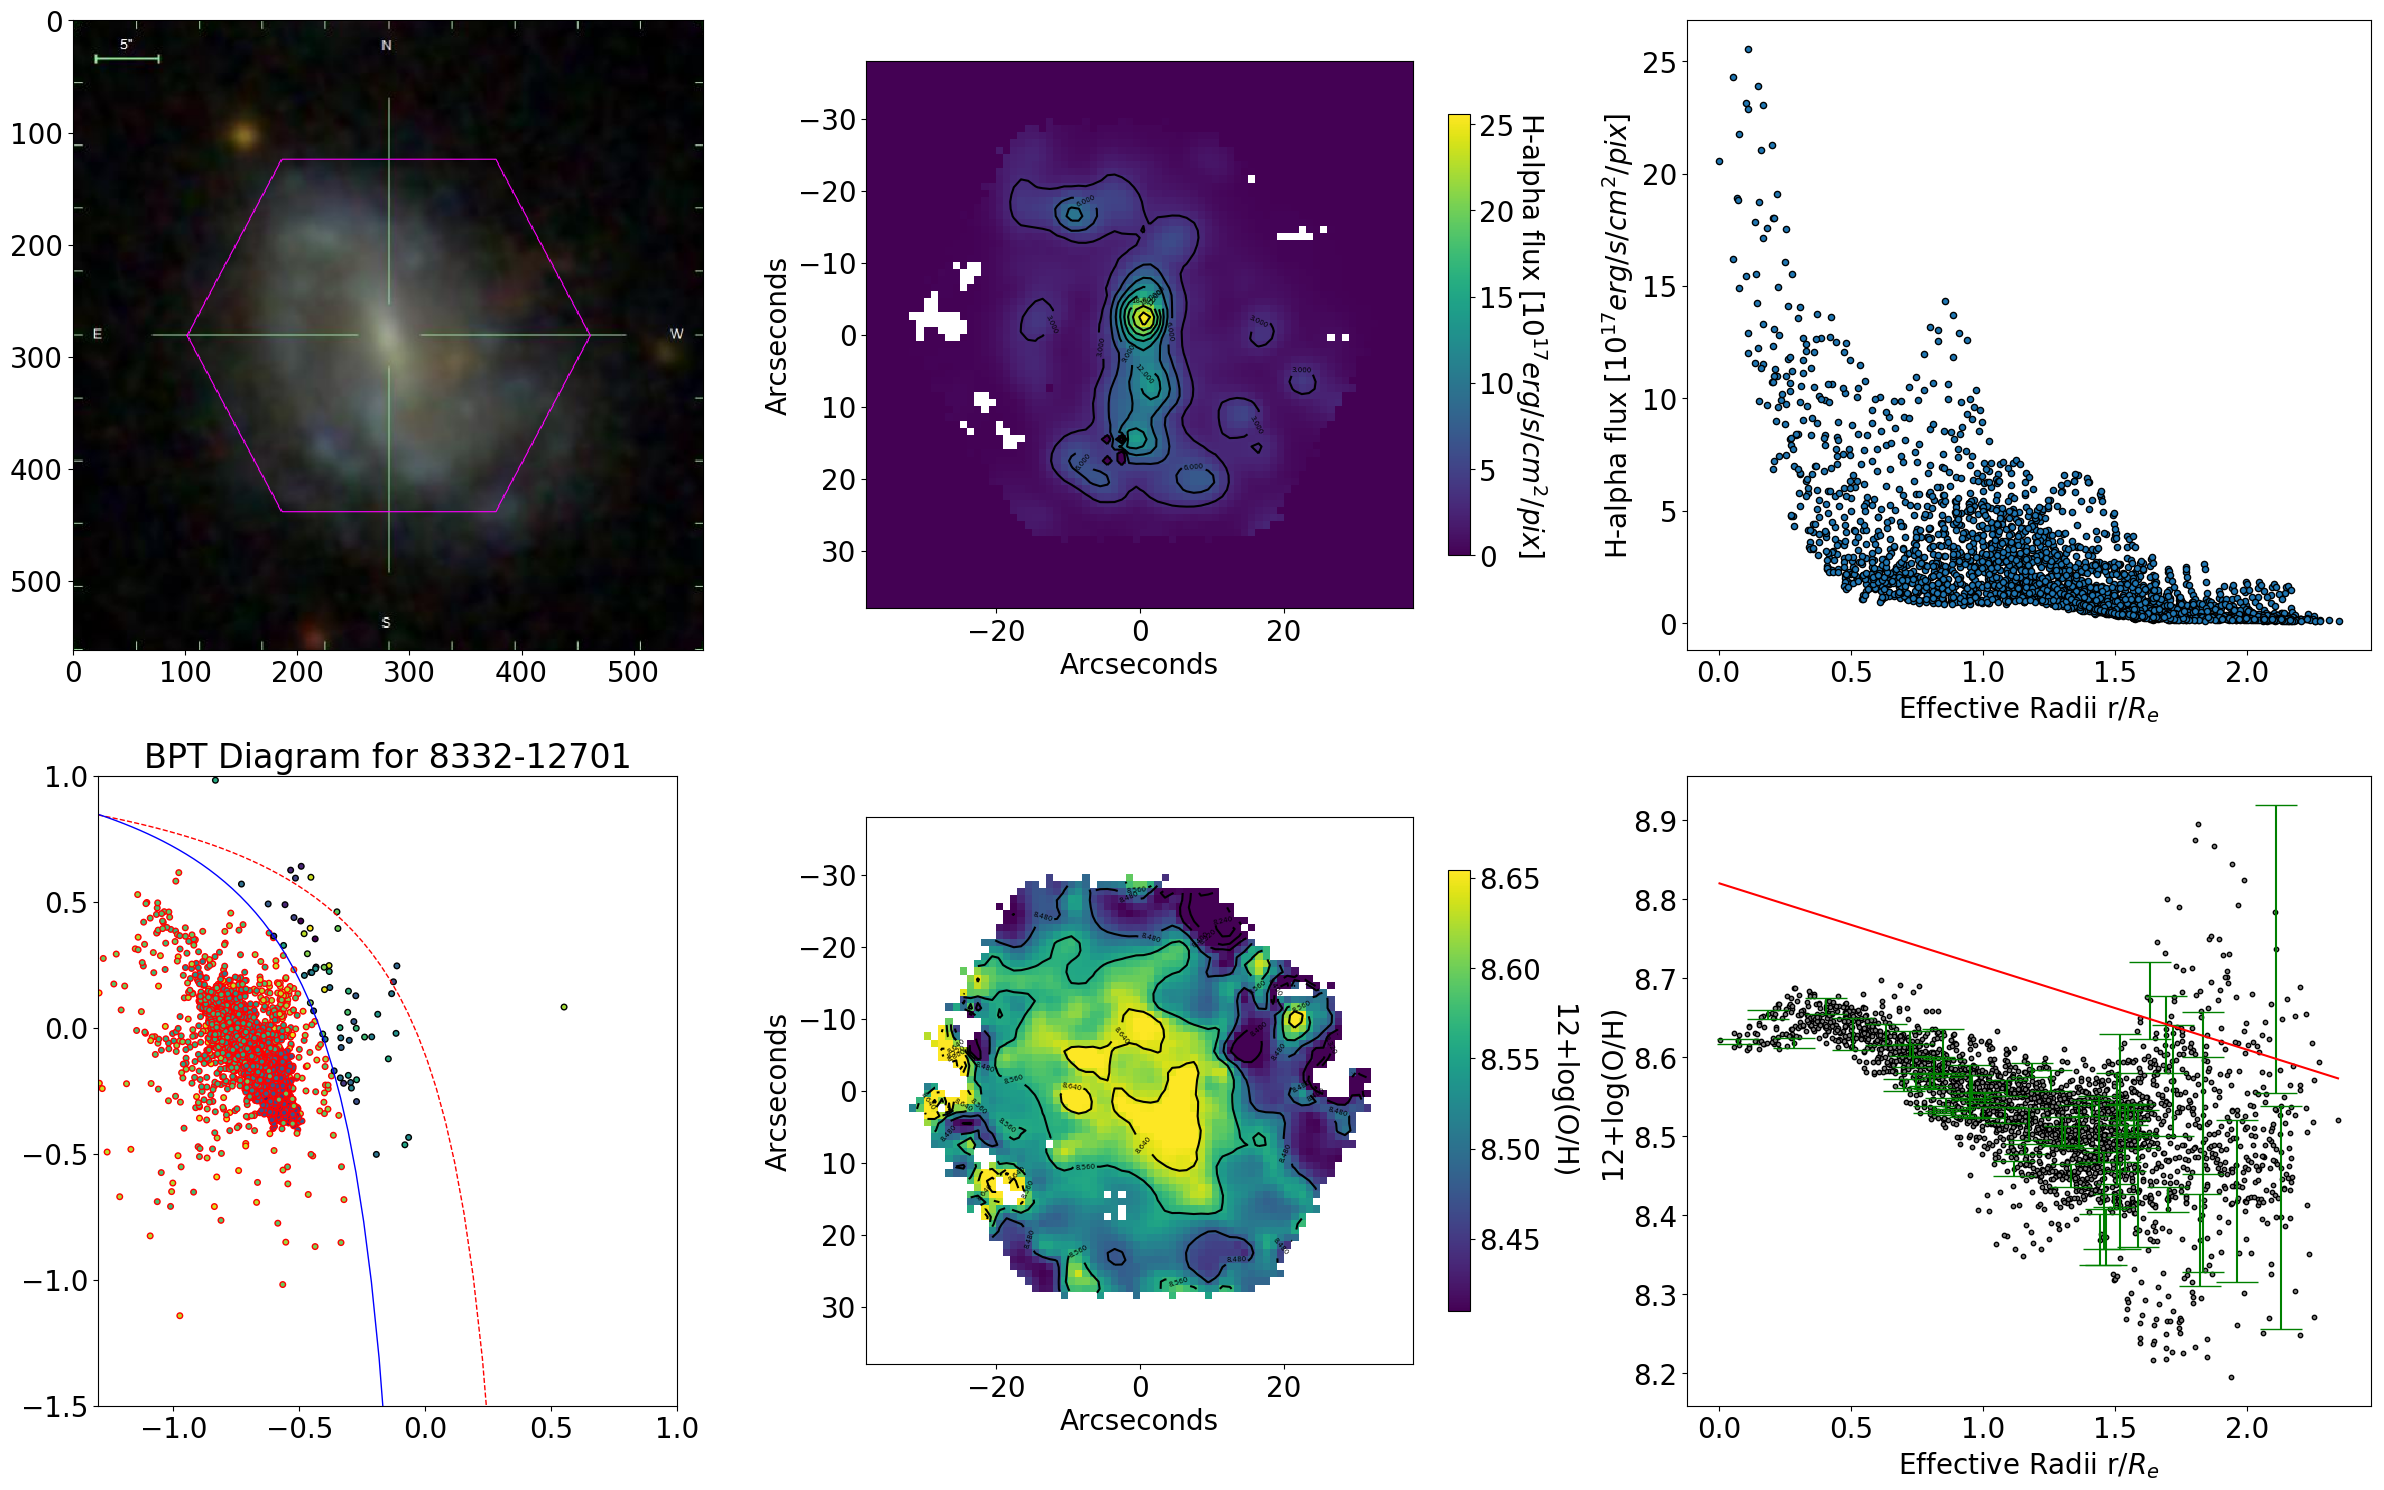 0
100
200
300
400
500
5"
N
E
W
S
0 100 200 300 400 500
−30
−20
−10
0
10
20
30
Arcseconds
−20 0 20
Arcseconds
25
20
15
10
5
0
H-alpha flux [10^17 erg/s/cm^2/pix]
25
20
15
10
5
0
H-alpha flux [10^17 erg/s/cm^2/pix]
0.0 0.5 1.0 1.5 2.0
Effective Radii r/R_e
BPT Diagram for 8332-12701
1.0
0.5
0.0
−0.5
−1.0
−1.5
−1.0 −0.5 0.0 0.5 1.0
−30
−20
−10
0
10
20
30
Arcseconds
−20 0 20
Arcseconds
8.65
8.60
8.55
8.50
8.45
12+log(O/H)
8.9
8.8
8.7
8.6
8.5
8.4
8.3
8.2
12+log(O/H)
0.0 0.5 1.0 1.5 2.0
Effective Radii r/R_e